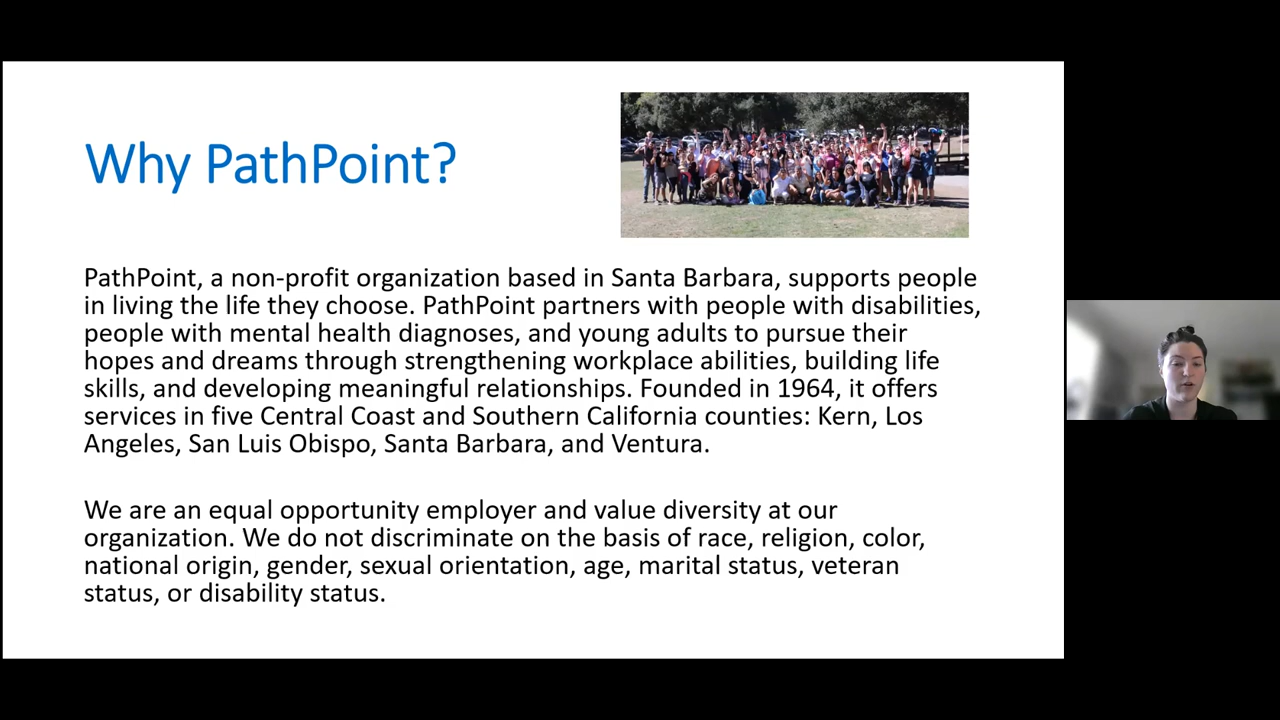 Why PathPoint?
PathPoint, a non-profit organization based in Santa Barbara, supports people
in living the life they choose. PathPoint partners with people with disabilities,
people with mental health diagnoses, and young adults to pursue their
hopes and dreams through strengthening workplace abilities, building life
skills, and developing meaningful relationships. Founded in 1964, it offers
services in five Central Coast and Southern California counties: Kern, Los
Angeles, San Luis Obispo, Santa Barbara, and Ventura.
We are an equal opportunity employer and value diversity at our
organization. We do not discriminate on the basis of race, religion, color,
national origin, gender, sexual orientation, age, marital status, veteran
status, or disability status.